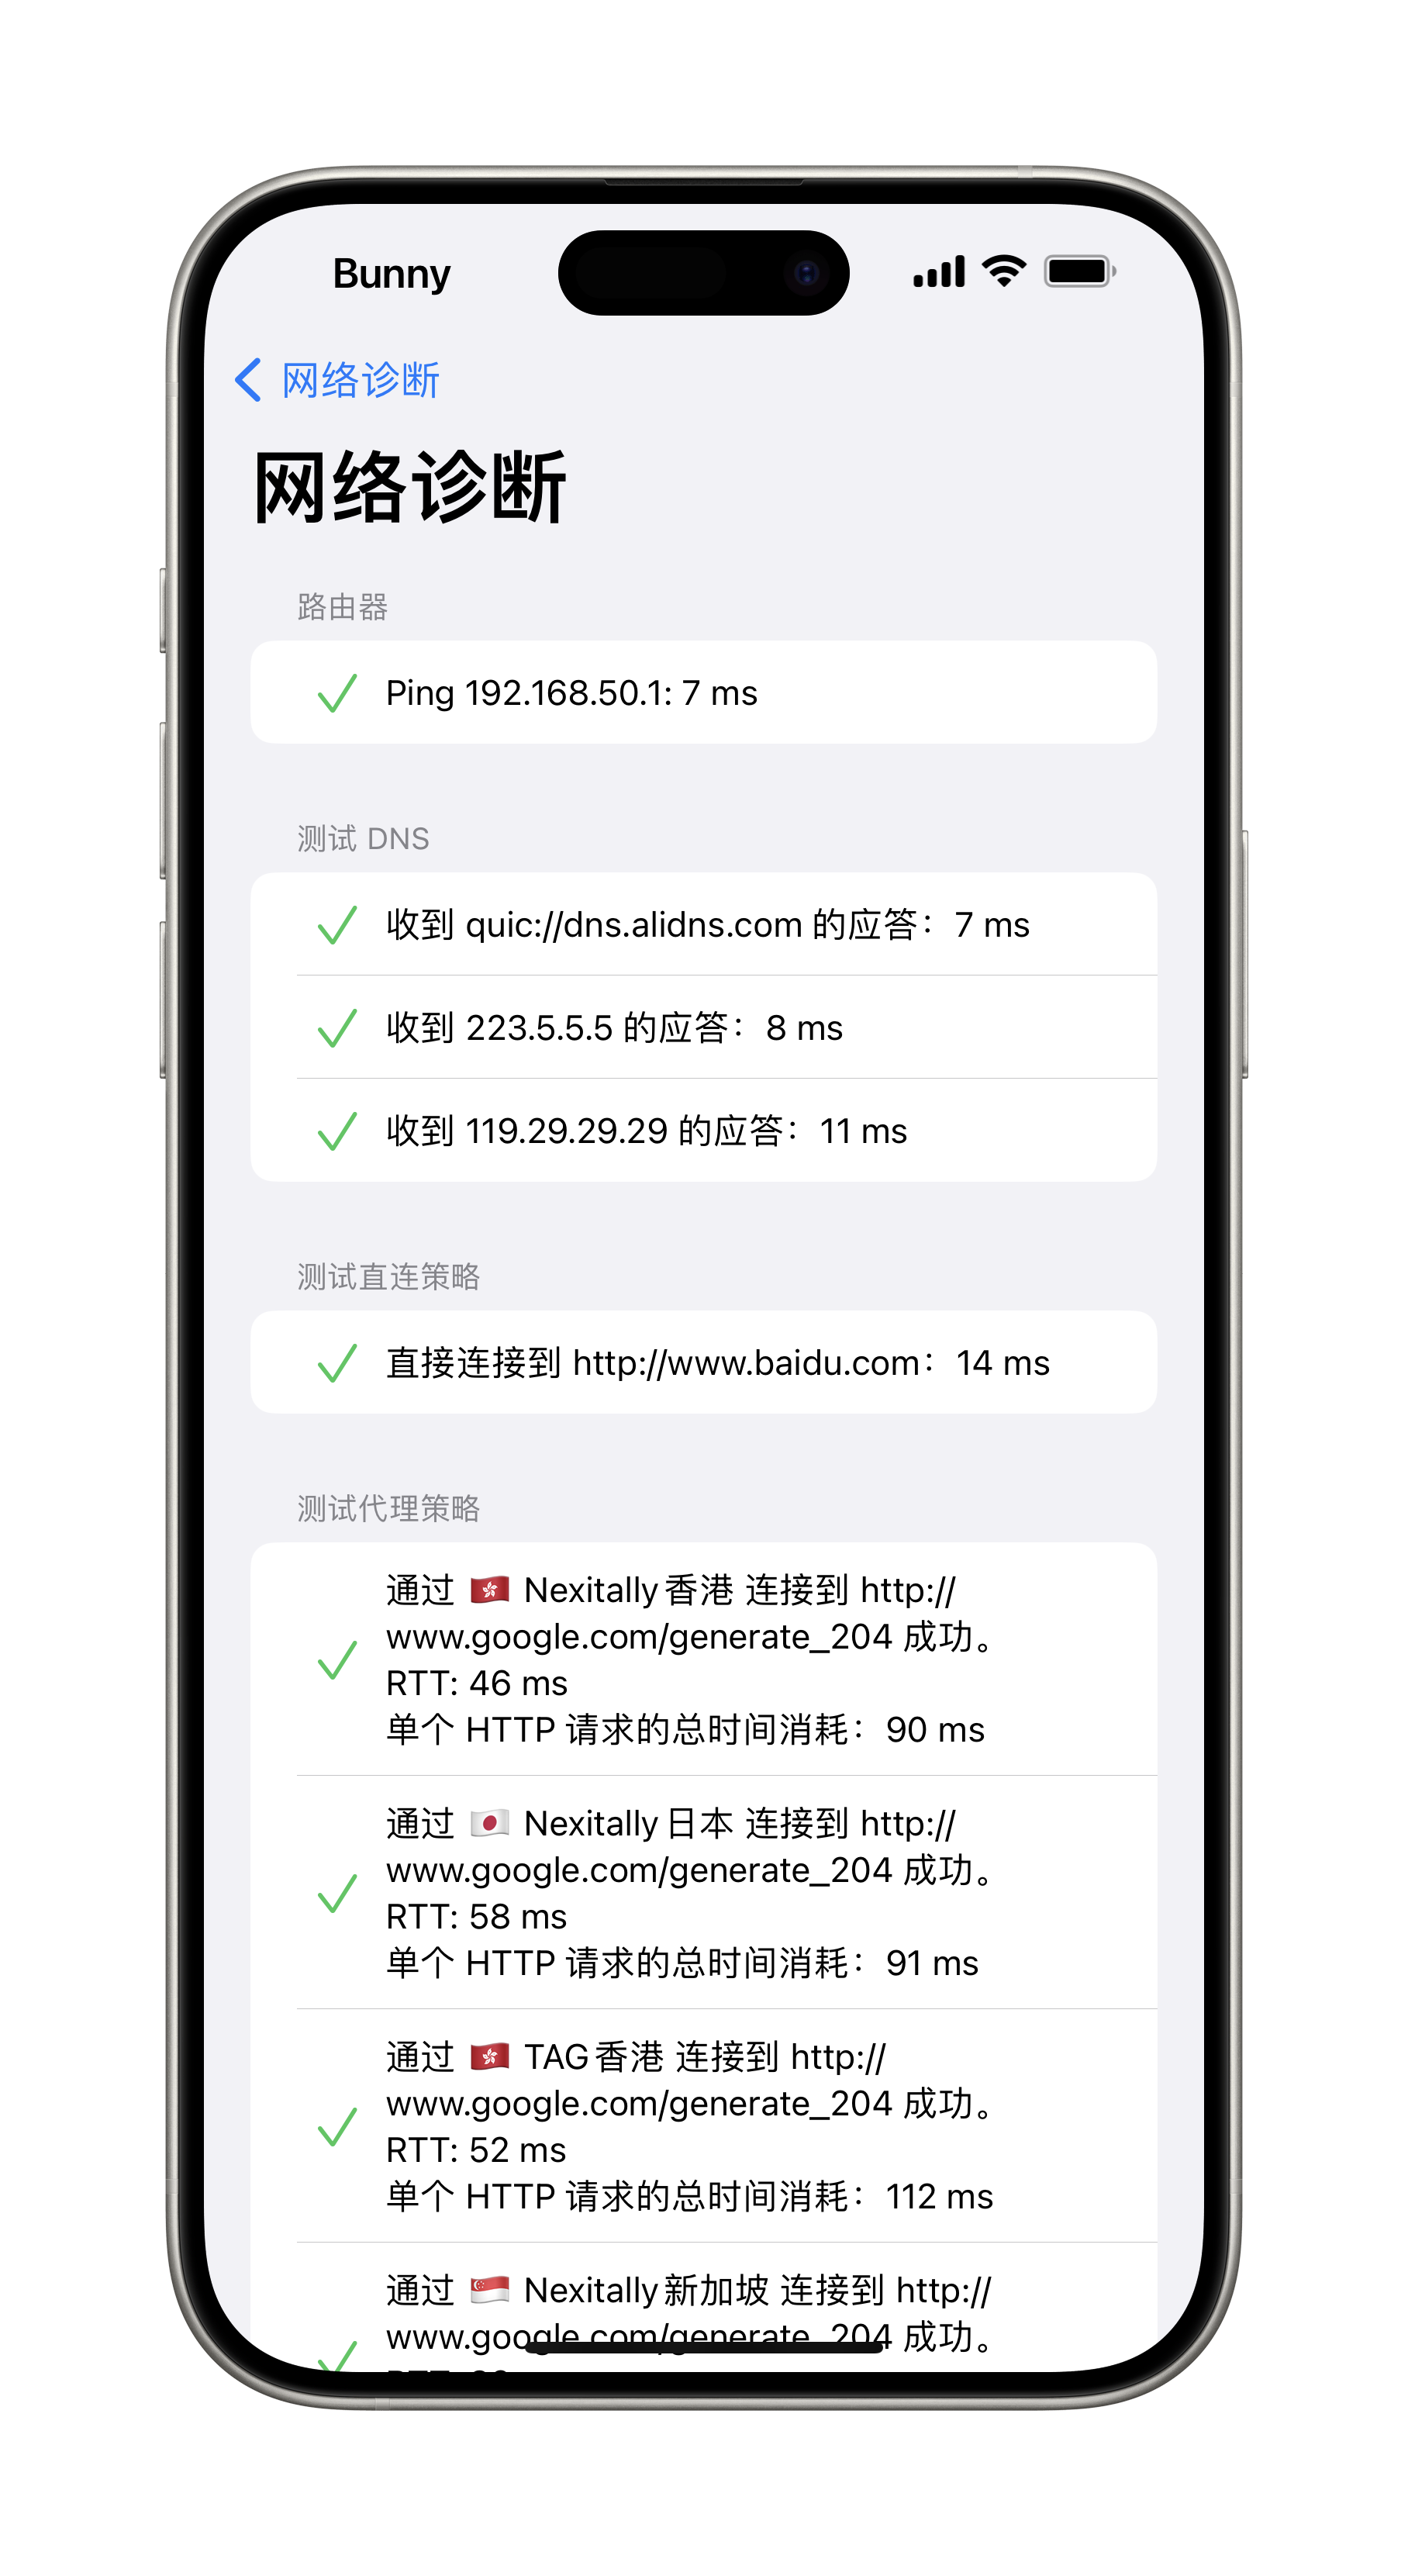 Bunny
网络诊断
网络诊断
路由器
Ping 192.168.50.1: 7 ms
测试 DNS
收到 quic://dns.alidns.com 的应答：7 ms
收到 223.5.5.5 的应答：8 ms
收到 119.29.29.29 的应答：11 ms
测试直连策略
直接连接到 http://www.baidu.com：14 ms
测试代理策略
通过 🇭🇰 Nexitally香港 连接到 http://
www.google.com/generate_204 成功。
RTT: 46 ms
单个 HTTP 请求的总时间消耗：90 ms
通过 🇯🇵 Nexitally日本 连接到 http://
www.google.com/generate_204 成功。
RTT: 58 ms
单个 HTTP 请求的总时间消耗：91 ms
通过 🇭🇰 TAG香港 连接到 http://
www.google.com/generate_204 成功。
RTT: 52 ms
单个 HTTP 请求的总时间消耗：112 ms
通过 🇸🇬 Nexitally新加坡 连接到 http://
www.google.com/generate_204 成功。